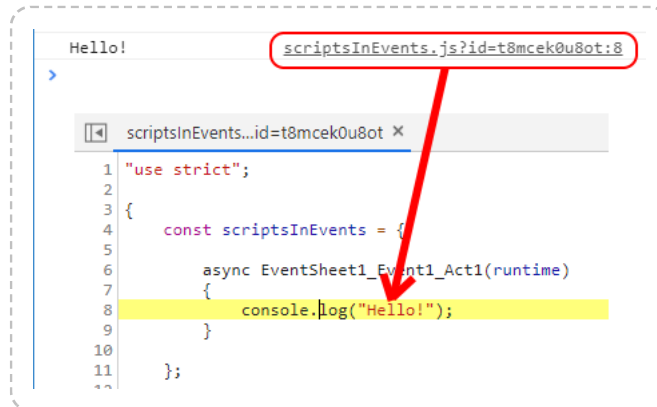 Hello! scriptsInEvents.js?id=t8mcek0u8ot:8
>
scriptsInEvents...id=t8mcek0u8ot ×
1 "use strict";
2
3 {
4 const scriptsInEvents = {
5
6 async EventSheet1_Event1_Act1(runtime)
7 {
8 console.log("Hello!");
9 }
10
11 };